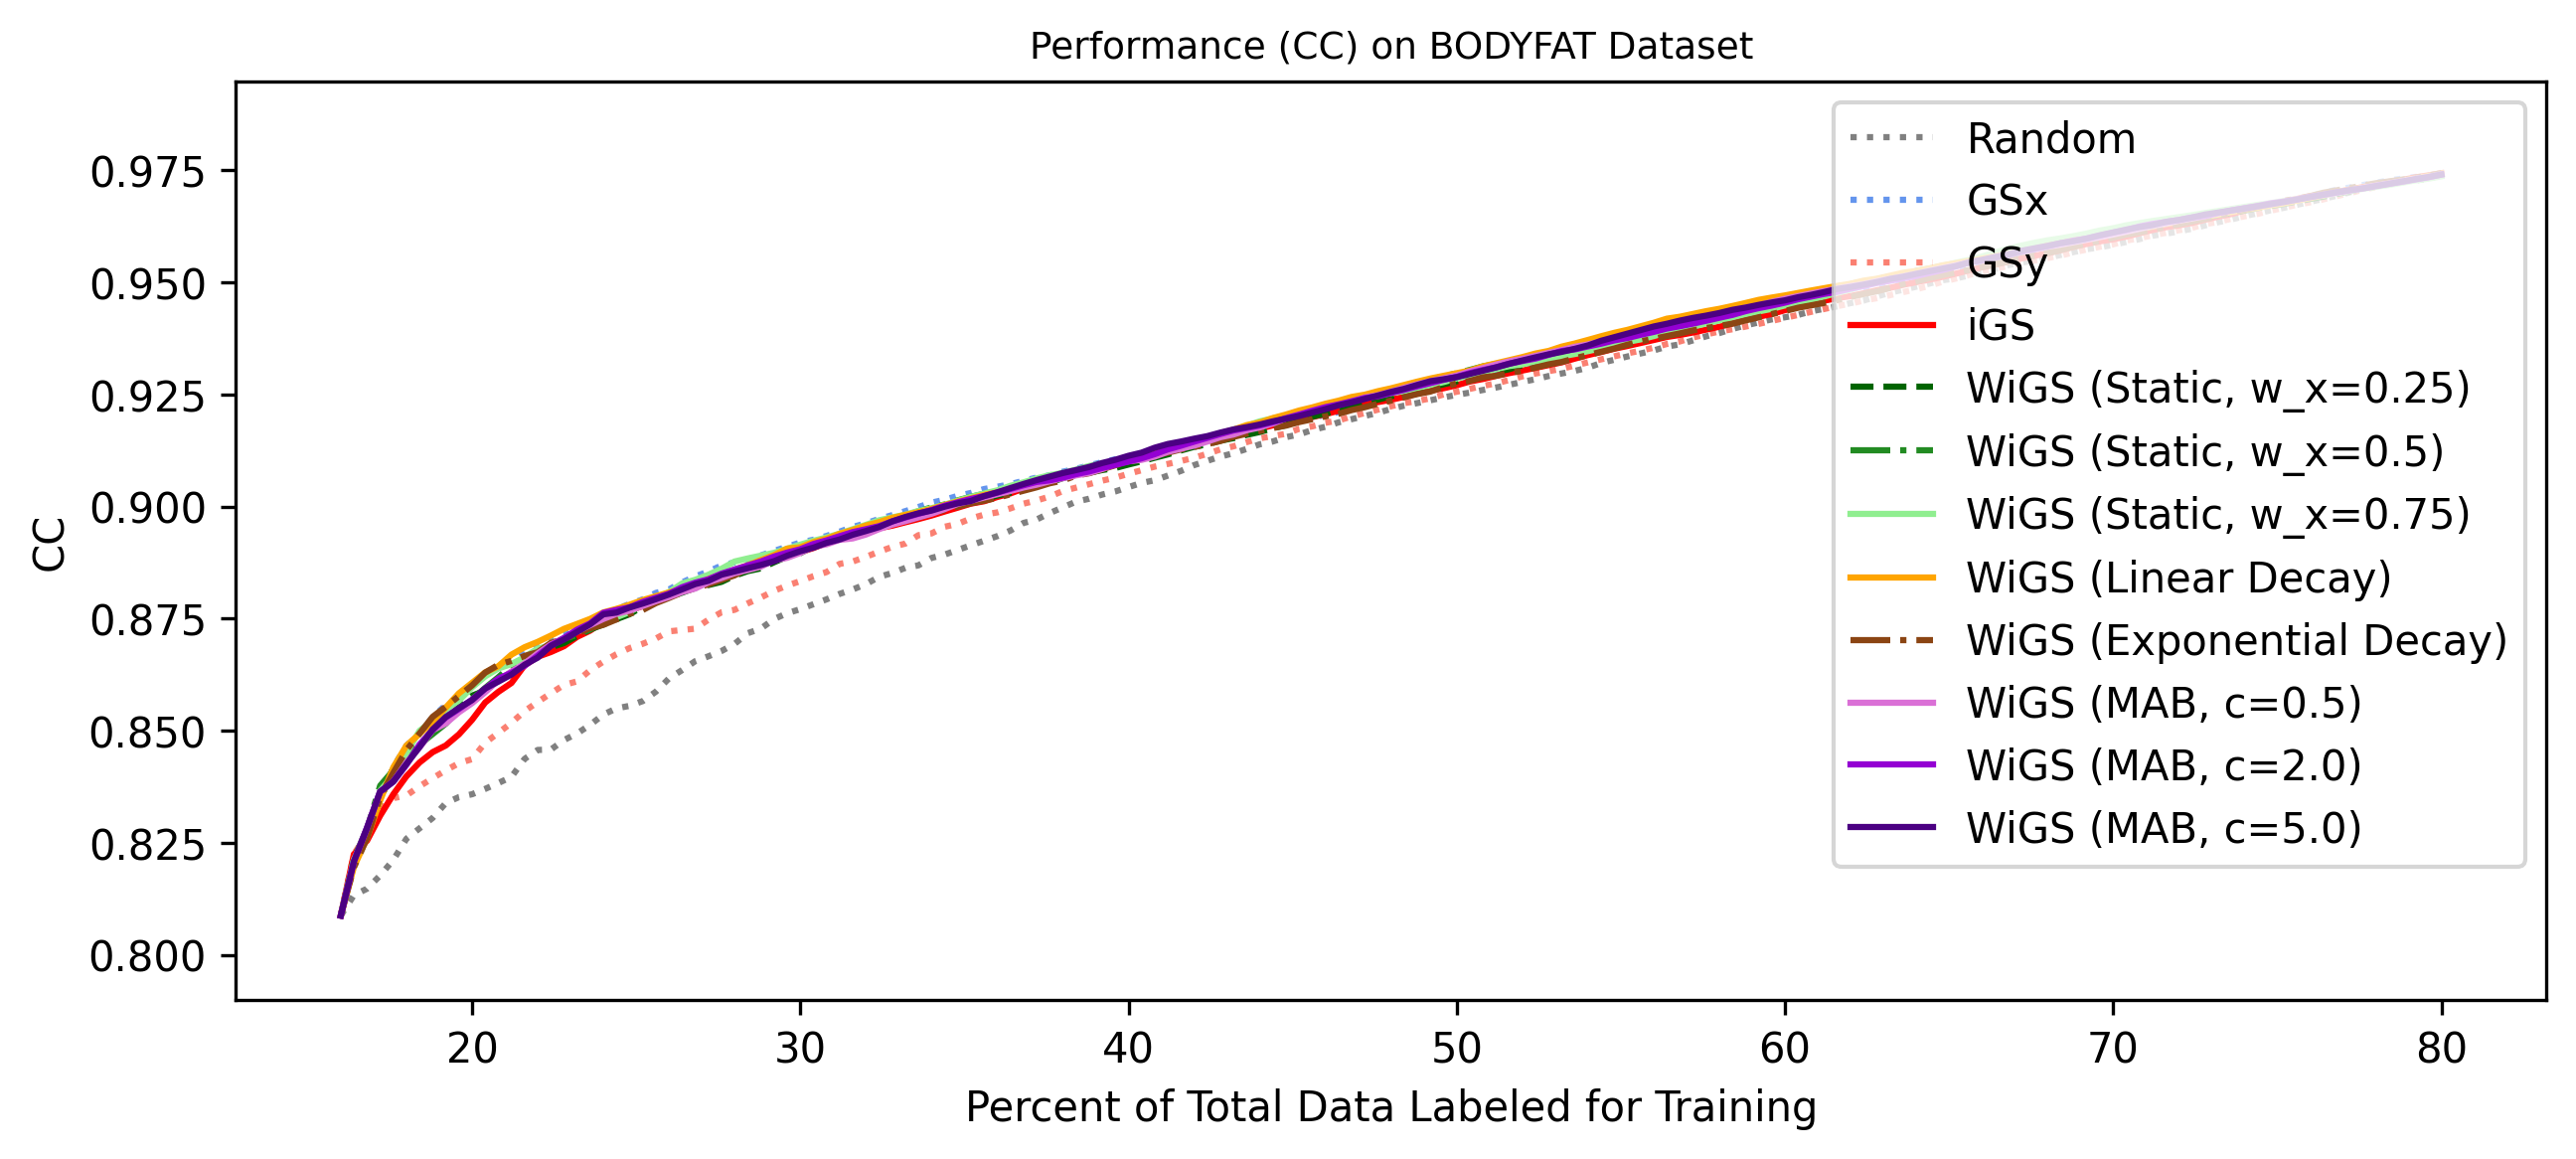 Performance (CC) on BODYFAT Dataset
CC
0.975
0.950
0.925
0.900
0.875
0.850
0.825
0.800
Random
GSx
GSy
iGS
WiGS (Static, w_x=0.25)
WiGS (Static, w_x=0.5)
WiGS (Static, w_x=0.75)
WiGS (Linear Decay)
WiGS (Exponential Decay)
WiGS (MAB, c=0.5)
WiGS (MAB, c=2.0)
WiGS (MAB, c=5.0)
20 30 40 50 60 70 80
Percent of Total Data Labeled for Training